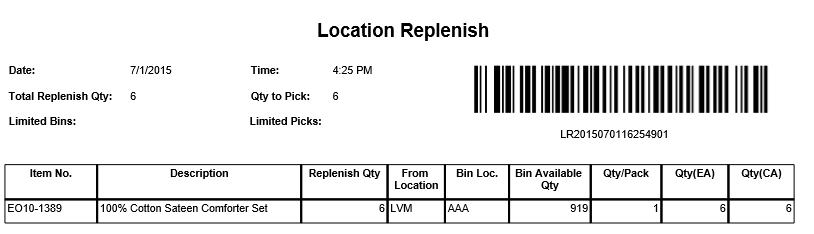 Location Replenish
Date: 7/1/2015 Time: 4:25 PM
Total Replenish Qty: 6 Qty to Pick: 6
Limited Bins: Limited Picks:
LR2015070116254901
Item No. Description Replenish Qty From Location Bin Loc. Bin Available Qty Qty/Pack Qty(EA) Qty(CA)
EO10-1389 100% Cotton Sateen Comforter Set 6 LVM AAA 919 1 6 6